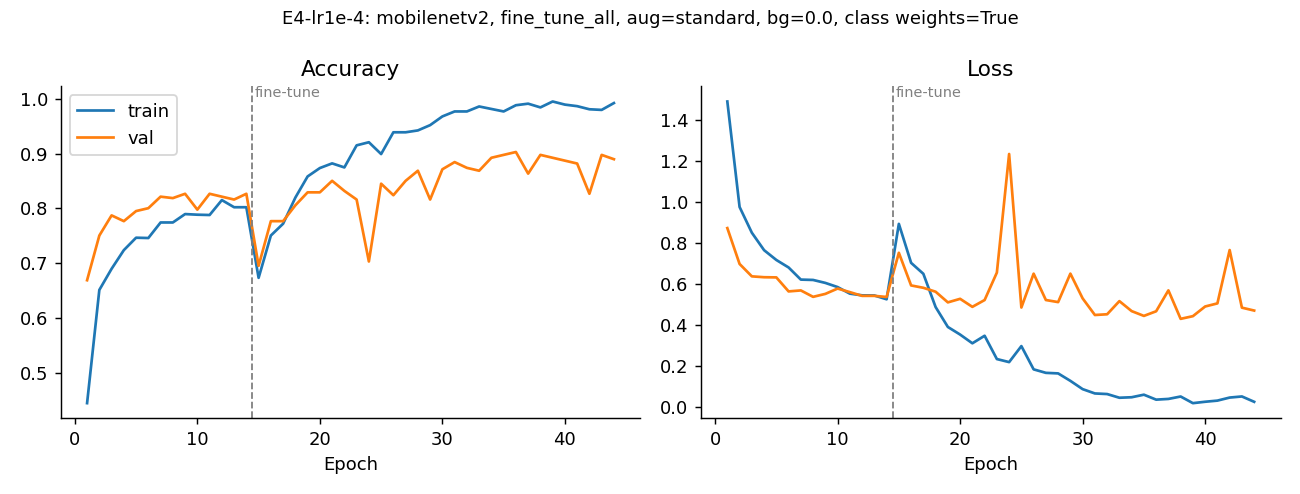 E4-lr1e-4: mobilenetv2, fine_tune_all, aug=standard, bg=0.0, class weights=True
Accuracy
fine-tune
train
val
1.0
0.9
0.8
0.7
0.6
0.5
0
10
20
30
40
Epoch
Loss
fine-tune
1.4
1.2
1.0
0.8
0.6
0.4
0.2
0.0
0
10
20
30
40
Epoch